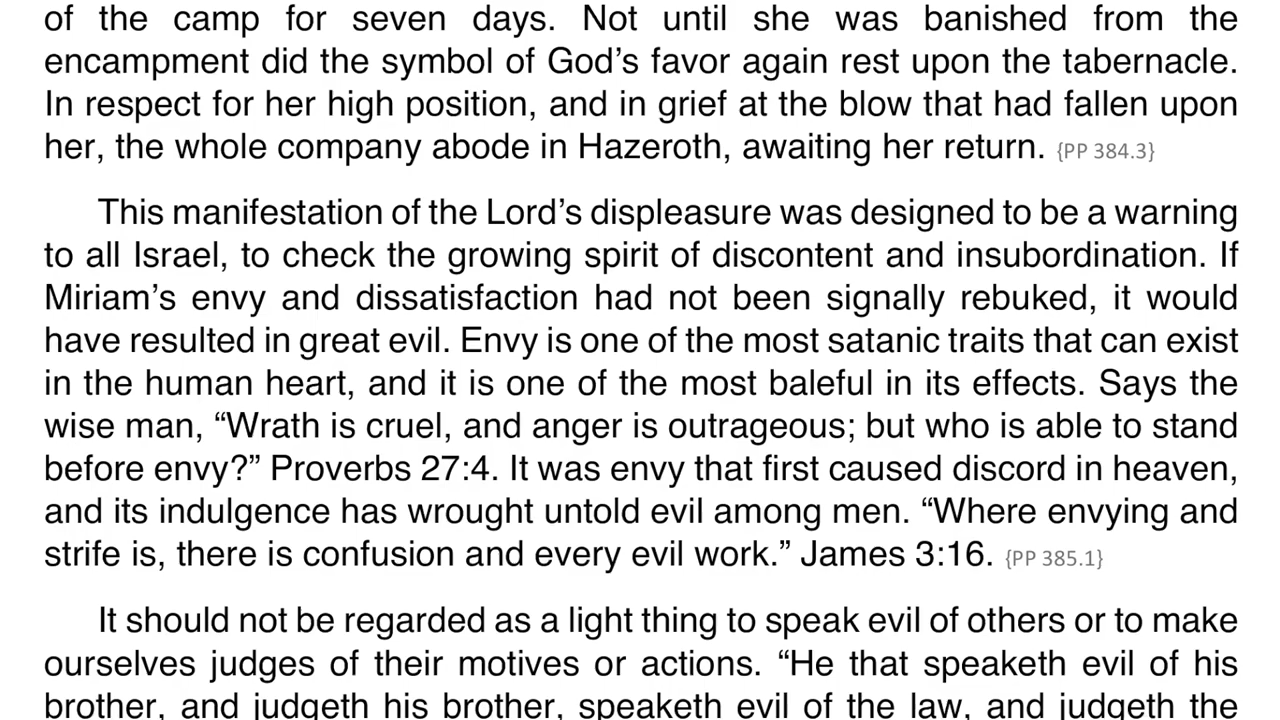 of the camp for seven days. Not until she was banished from the
encampment did the symbol of God’s favor again rest upon the tabernacle.
In respect for her high position, and in grief at the blow that had fallen upon
her, the whole company abode in Hazeroth, awaiting her return. {PP 384.3}
This manifestation of the Lord’s displeasure was designed to be a warning
to all Israel, to check the growing spirit of discontent and insubordination. If
Miriam’s envy and dissatisfaction had not been signally rebuked, it would
have resulted in great evil. Envy is one of the most satanic traits that can exist
in the human heart, and it is one of the most baleful in its effects. Says the
wise man, “Wrath is cruel, and anger is outrageous; but who is able to stand
before envy?” Proverbs 27:4. It was envy that first caused discord in heaven,
and its indulgence has wrought untold evil among men. “Where envying and
strife is, there is confusion and every evil work.” James 3:16. {PP 385.1}
It should not be regarded as a light thing to speak evil of others or to make
ourselves judges of their motives or actions. “He that speaketh evil of his
brother, and judgeth his brother, speaketh evil of the law, and judgeth the